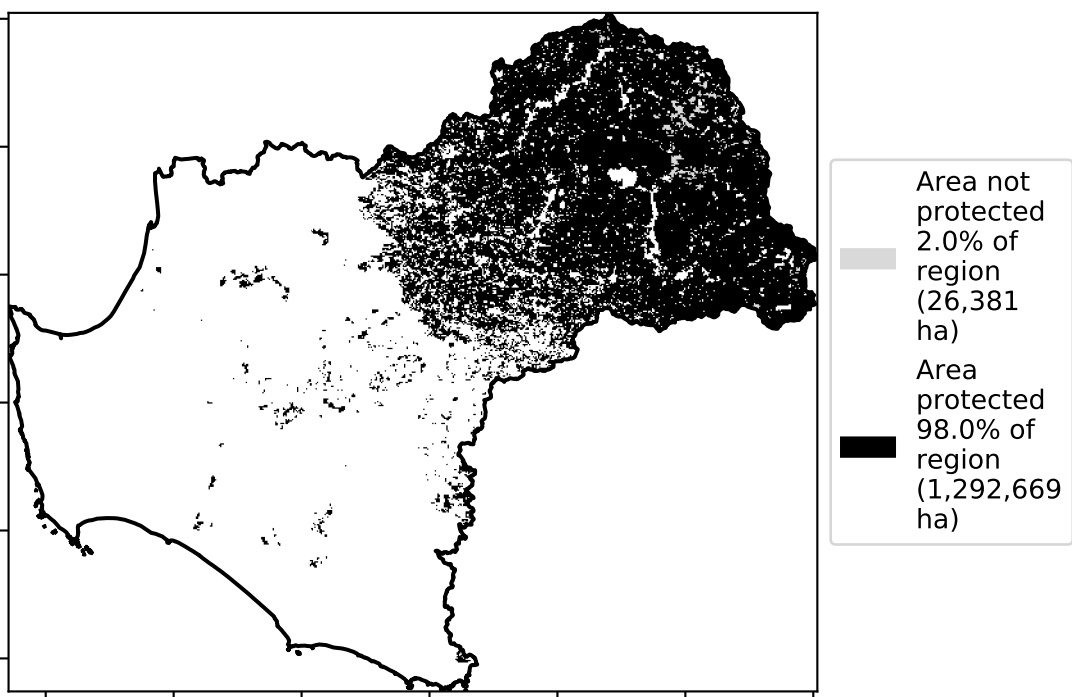 Area not
protected
2.0% of
region
(26,381
ha)
Area
protected
98.0% of
region
(1,292,669
ha)